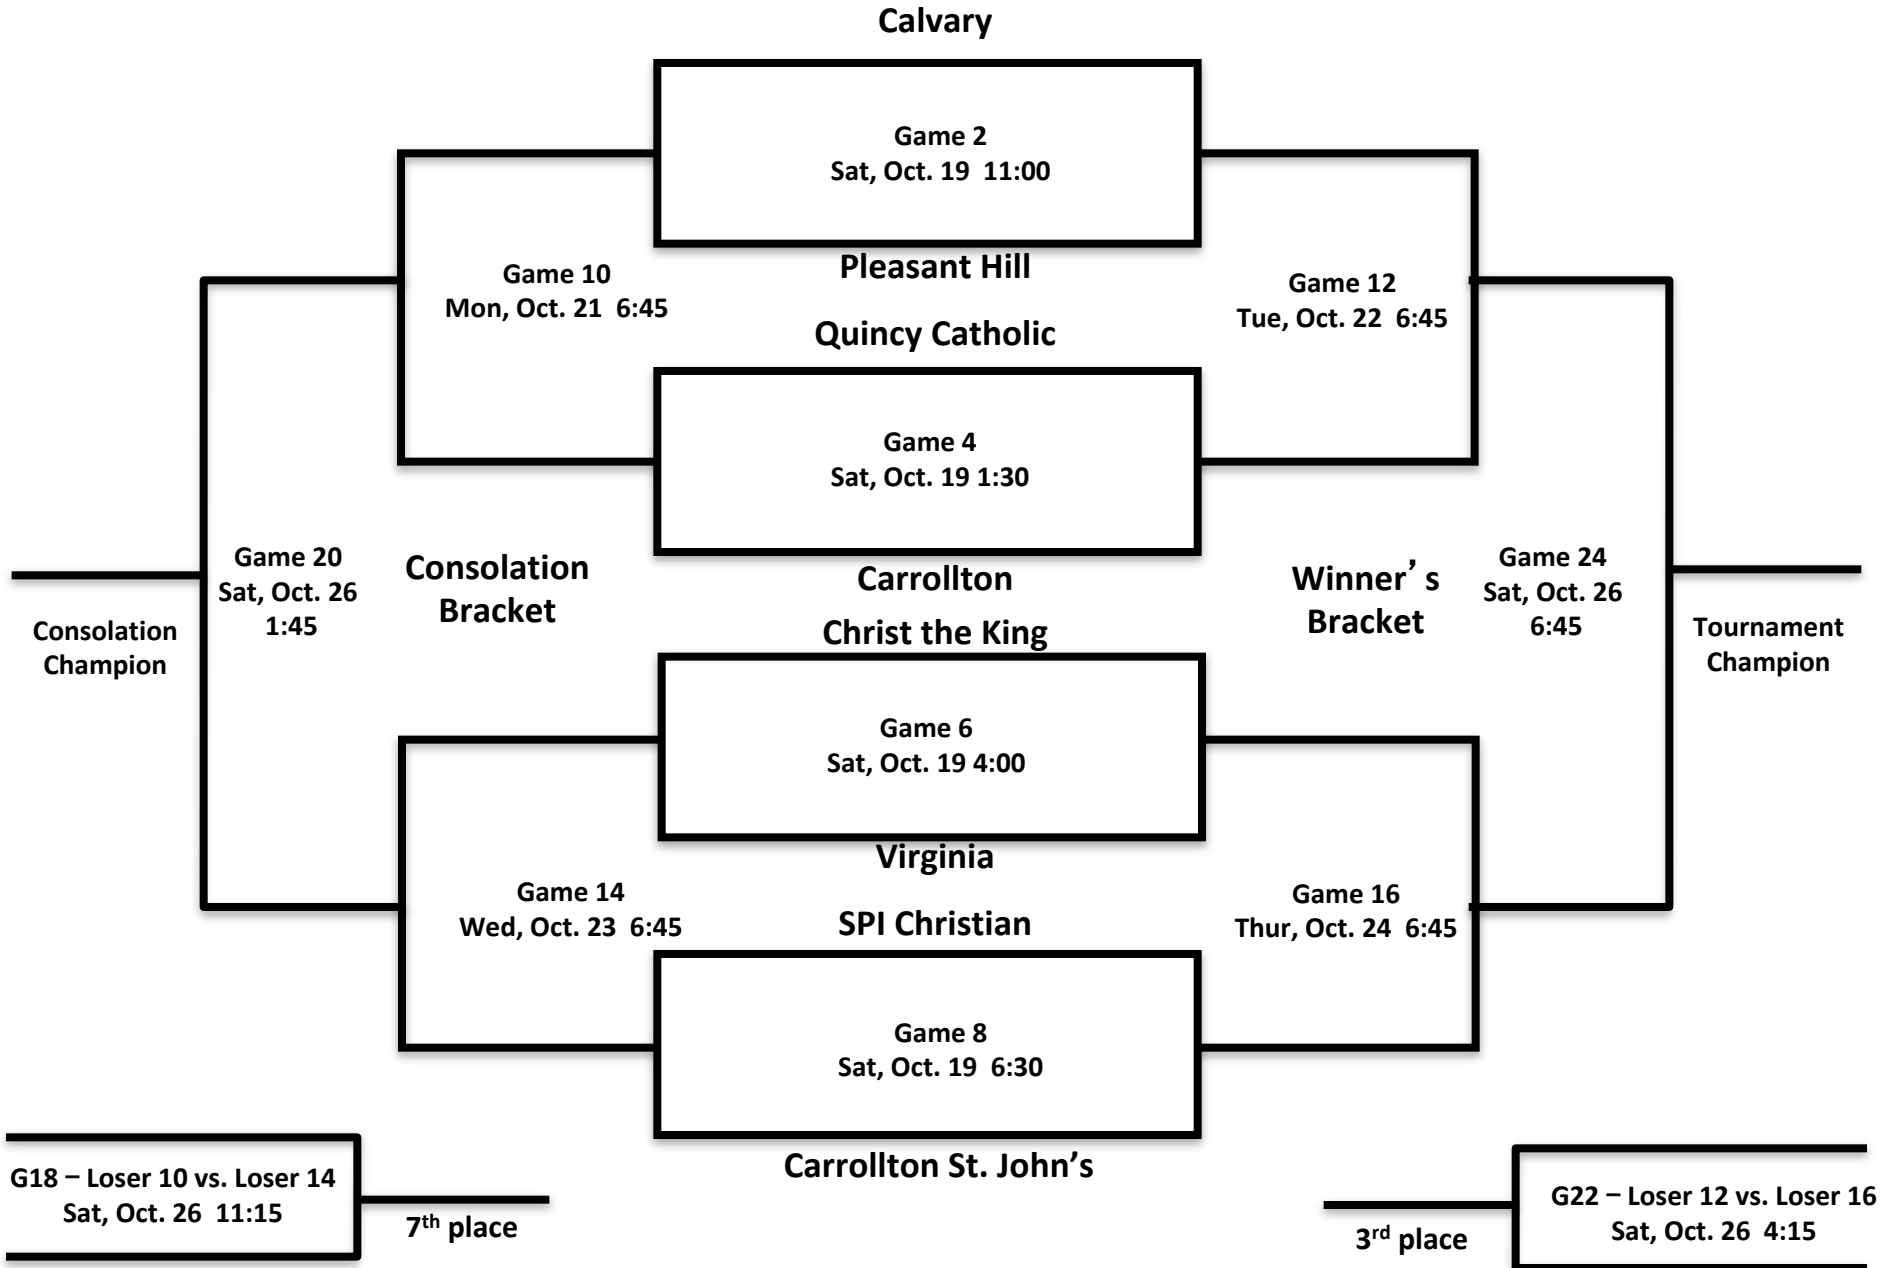 Calvary
Game 2
Sat, Oct. 19  11:00
Pleasant Hill
Game 10
Mon, Oct. 21  6:45
Game 12
Tue, Oct. 22  6:45
Quincy Catholic
Game 4
Sat, Oct. 19 1:30
Game 20
Sat, Oct. 26
1:45
Consolation
Bracket
Carrollton
Winner's
Bracket
Game 24
Sat, Oct. 26
6:45
Consolation
Champion
Christ the King
Tournament
Champion
Game 6
Sat, Oct. 19 4:00
Virginia
Game 14
Wed, Oct. 23  6:45
SPI Christian
Game 16
Thur, Oct. 24  6:45
Game 8
Sat, Oct. 19  6:30
Carrollton St. John's
G18 – Loser 10 vs. Loser 14
Sat, Oct. 26  11:15
7th place
3rd place
G22 – Loser 12 vs. Loser 16
Sat, Oct. 26  4:15